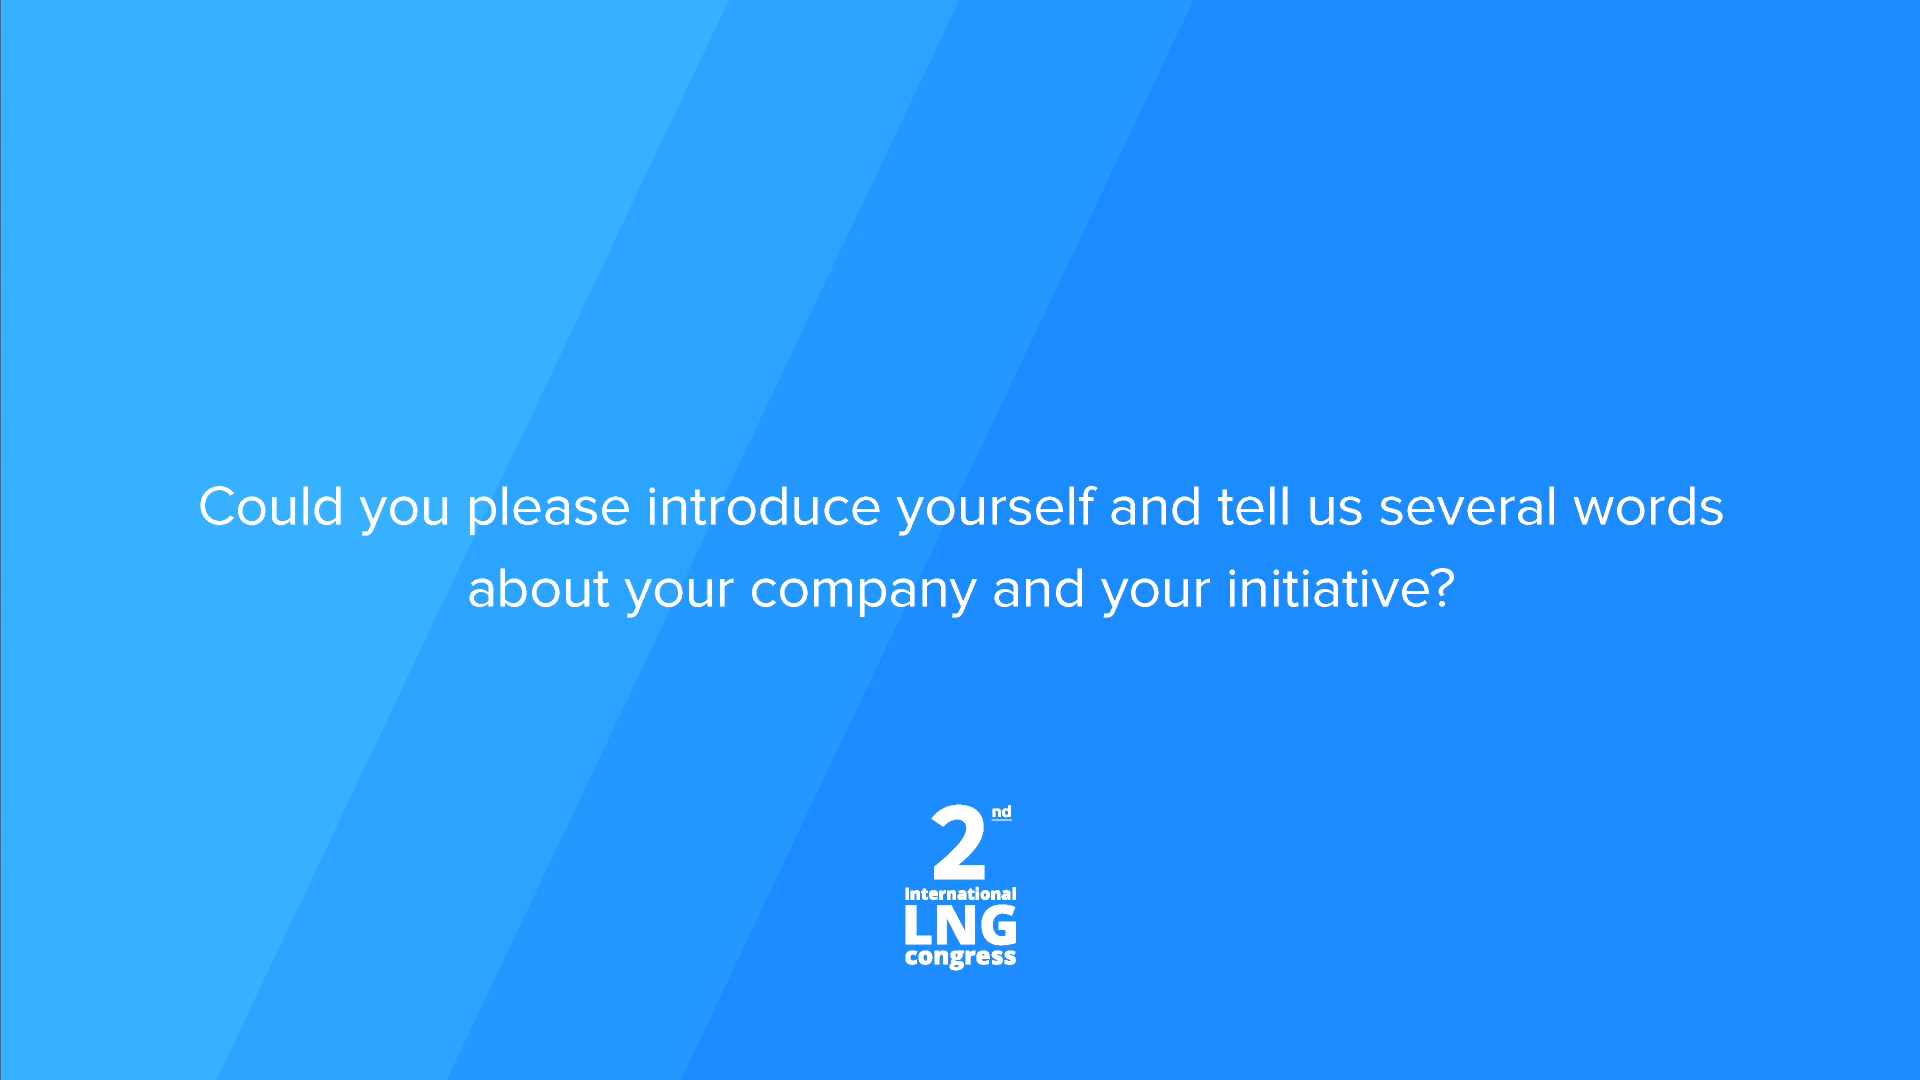 Could you please introduce yourself and tell us several words
about your company and your initiative?
2nd
International
LNG
congress